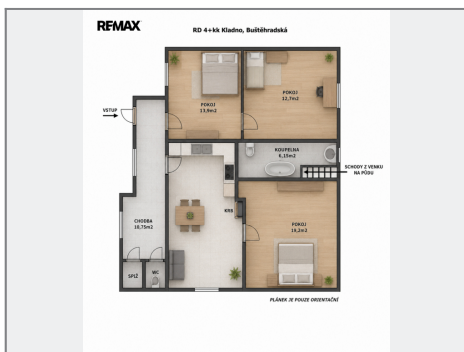 RE/MAX
RD 4+kk Kladno, Buštěhradská
POKOJ
13,9m2
POKOJ
12,7m2
VSTUP
KOUPELNA
6,15m2
SCHODY Z VENKU
NA PŮDU
CHODBA
10,75m2
KRB
POKOJ
19,2m2
SPÍŽ
WC
PLÁNEK JE POUZE ORIENTAČNÍ